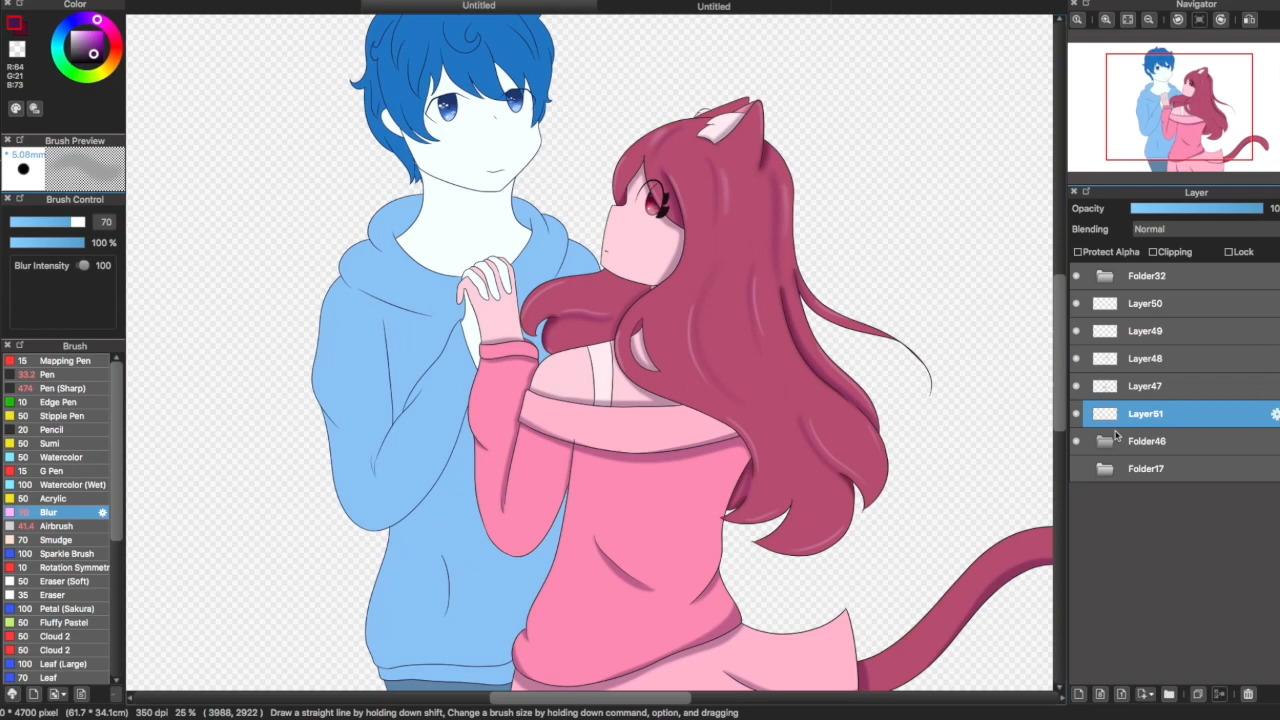 Color
Untitled
Untitled
Navigator
R:64
G:21
B:73
Brush Preview
* 5.08mm
Brush Control
70
100 %
Blur Intensity 100
Brush
15 Mapping Pen
33.2 Pen
474 Pen (Sharp)
10 Edge Pen
50 Stipple Pen
20 Pencil
50 Sumi
50 Watercolor
15 G Pen
100 Watercolor (Wet)
50 Acrylic
70 Blur
41.4 Airbrush
70 Smudge
100 Sparkle Brush
10 Rotation Symmetr
50 Eraser (Soft)
35 Eraser
100 Petal (Sakura)
50 Fluffy Pastel
50 Cloud 2
50 Cloud 2
100 Leaf (Large)
70 Leaf
Layer
Opacity 10
Blending Normal
Protect Alpha Clipping Lock
Folder32
Layer50
Layer49
Layer48
Layer47
Layer51
Folder46
Folder17
0 * 4700 pixel (61.7 * 34.1cm) 350 dpi 25 % ( 3988, 2922 ) Draw a straight line by holding down shift, Change a brush size by holding down command, option, and dragging